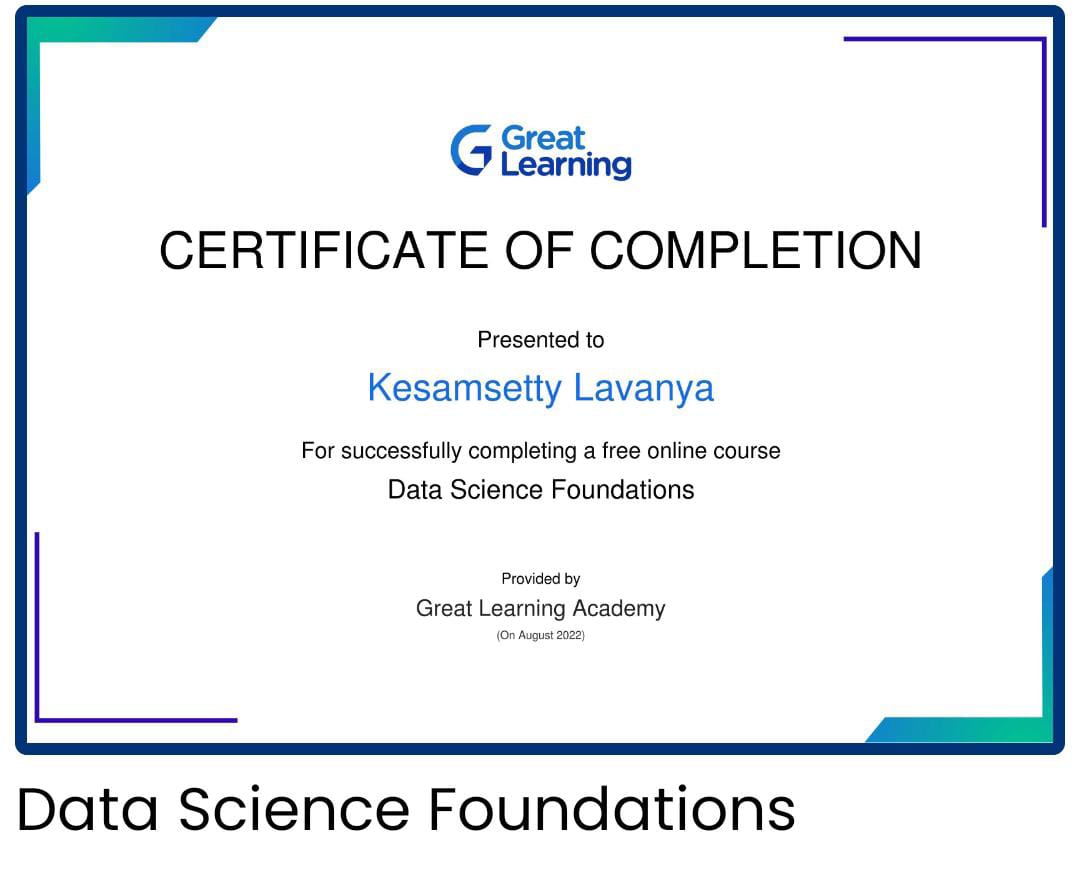 Great
Learning
CERTIFICATE OF COMPLETION
Presented to
Kesamsetty Lavanya
For successfully completing a free online course
Data Science Foundations
Provided by
Great Learning Academy
(On August 2022)
Data Science Foundations